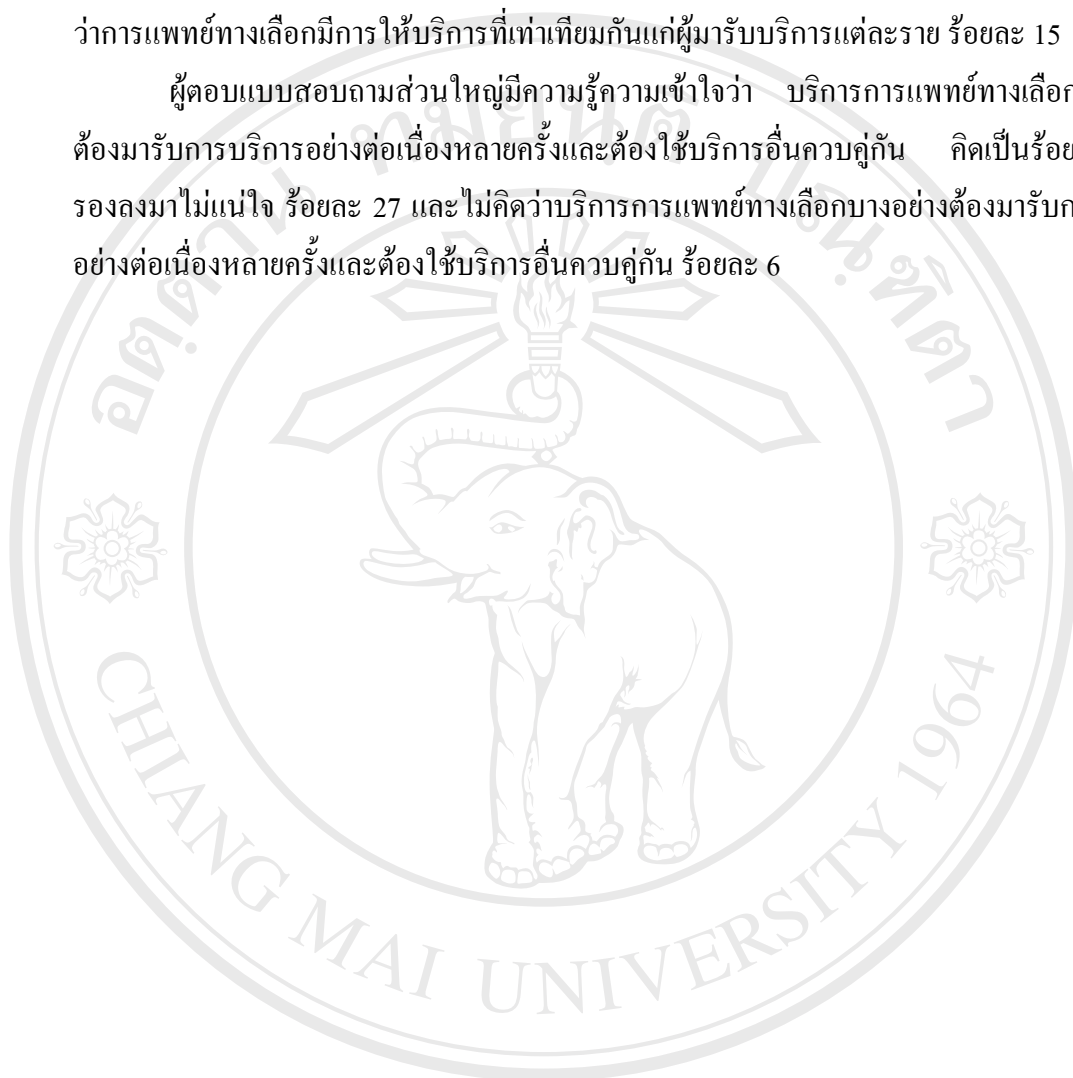 ว่าการแพทย์ทางเลือกมีการให้บริการที่เท่าเทียมกันแก่ผู้มารับบริการแต่ละราย ร้อยละ 15
ผู้ตอบแบบสอบถามส่วนใหญ่มีความรู้ความเข้าใจว่า บริการการแพทย์ทางเลือก
ต้องมารับการบริการอย่างต่อเนื่องหลายครั้งและต้องใช้บริการอื่นควบคู่กัน คิดเป็นร้อย
รองลงมาไม่แน่ใจ ร้อยละ 27 และไม่คิดว่าบริการการแพทย์ทางเลือกบางอย่างต้องมารับก
อย่างต่อเนื่องหลายครั้งและต้องใช้บริการอื่นควบคู่กัน ร้อยละ 6
อตฺตานํ ทมยนฺติ ปณฺฑิตา
CHIANG MAI UNIVERSITY 1964